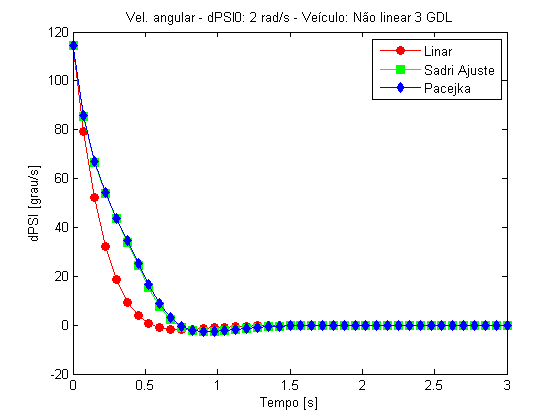 Vel. angular - dPSI0: 2 rad/s - Veículo: Não linear 3 GDL
120
100
80
60
40
20
0
-20
dPSI [grau/s]
Linar
Sadri Ajuste
Pacejka
0
0.5
1
1.5
2
2.5
3
Tempo [s]